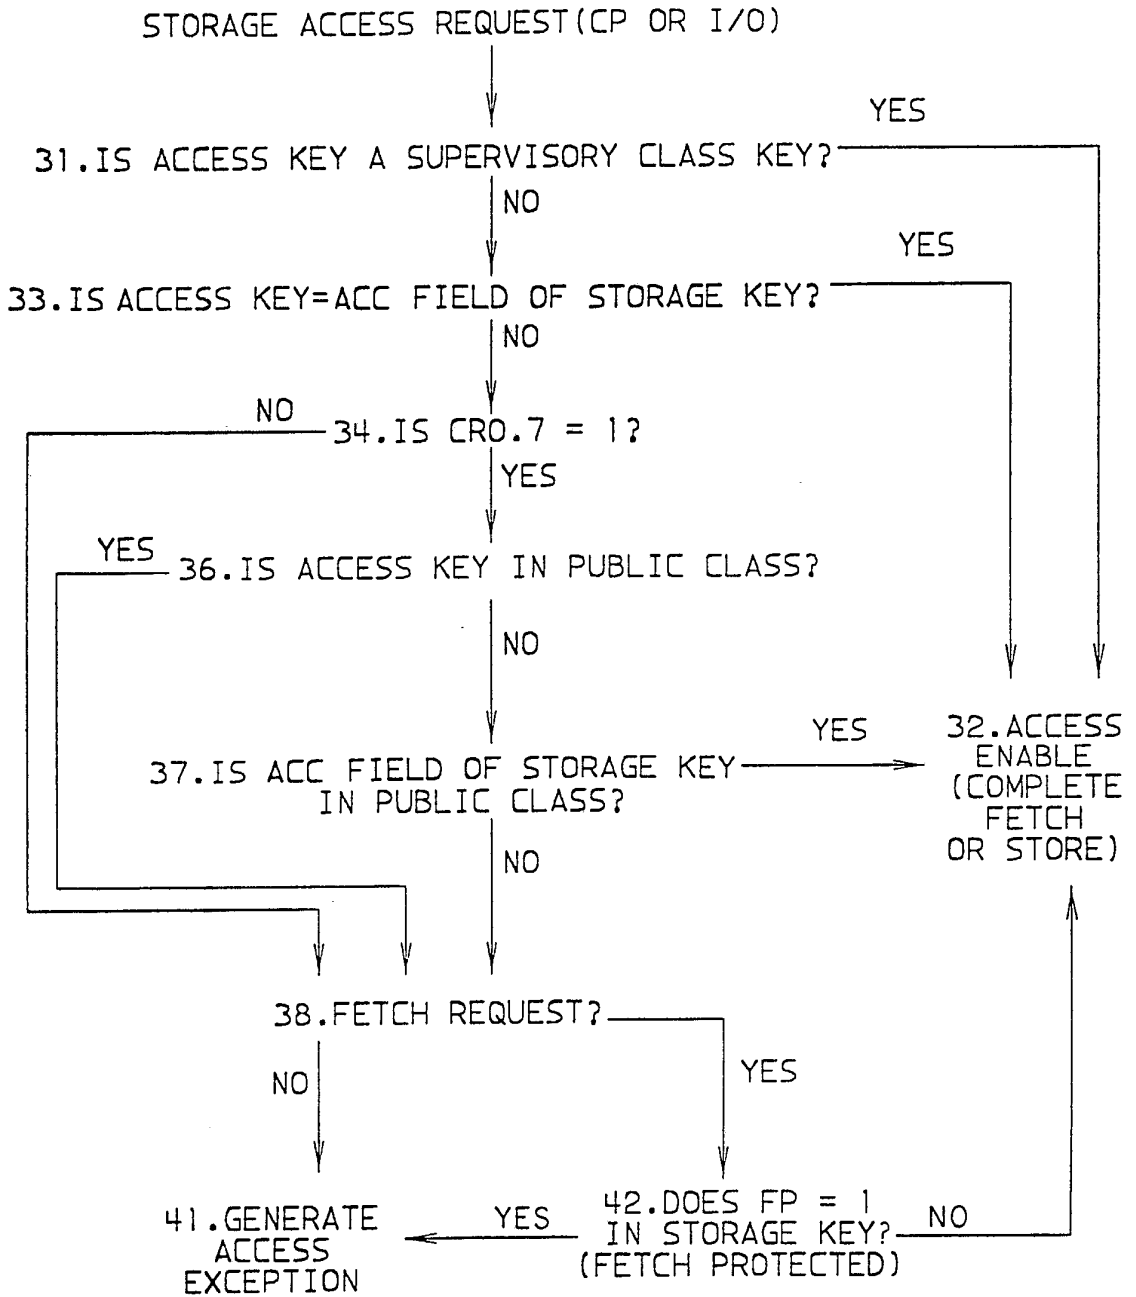 STORAGE ACCESS REQUEST(CP OR I/O)
YES
31.IS ACCESS KEY A SUPERVISORY CLASS KEY?
NO
YES
33.IS ACCESS KEY=ACC FIELD OF STORAGE KEY?
NO
NO
34.IS CRO.7 = 1?
YES
YES
36.IS ACCESS KEY IN PUBLIC CLASS?
NO
YES
37.IS ACC FIELD OF STORAGE KEY
IN PUBLIC CLASS?
32.ACCESS
ENABLE
(COMPLETE
FETCH
OR STORE)
NO
38.FETCH REQUEST?
NO
YES
41.GENERATE
ACCESS
EXCEPTION
YES
42.DOES FP = 1
IN STORAGE KEY?
(FETCH PROTECTED)
NO